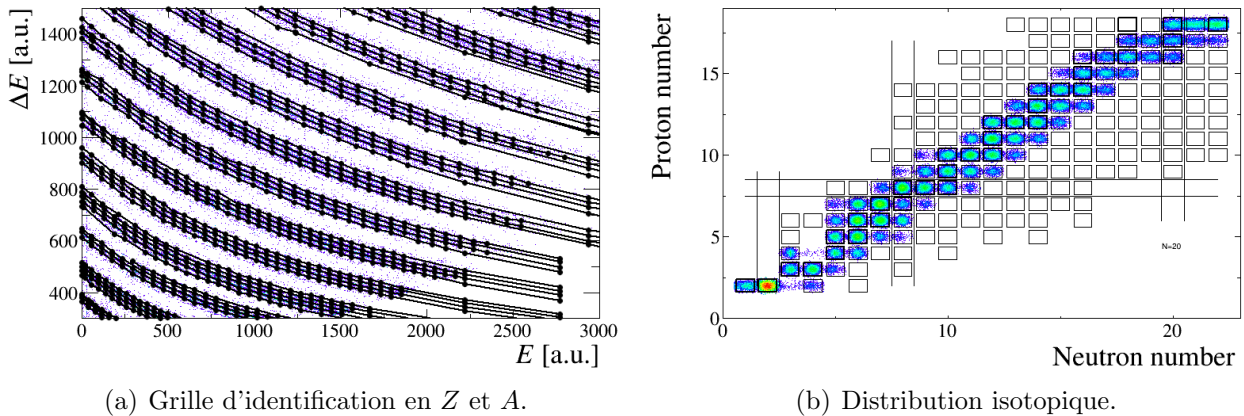 ΔE [a.u.]
1400
1200
1000
800
600
400
0
500
1000
1500
2000
2500
3000
E [a.u.]
(a) Grille d'identification en Z et A.
Proton number
15
10
5
0
N=20
0
10
20
Neutron number
(b) Distribution isotopique.